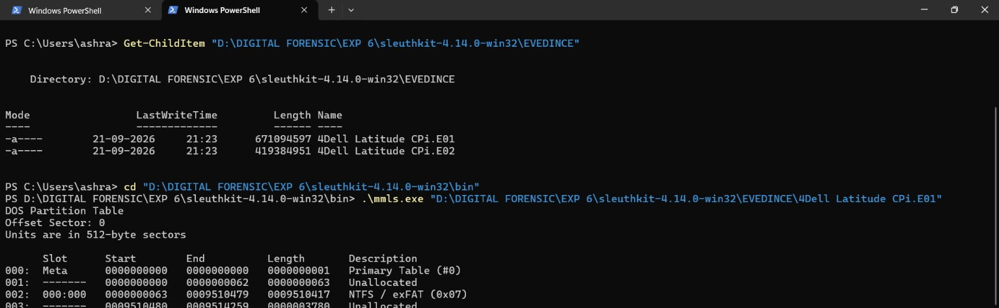 Windows PowerShell
Windows PowerShell
PS C:\Users\ashra> Get-ChildItem "D:\DIGITAL FORENSIC\EXP 6\sleuthkit-4.14.0-win32\EVEDINCE"
Directory: D:\DIGITAL FORENSIC\EXP 6\sleuthkit-4.14.0-win32\EVEDINCE
Mode LastWriteTime Length Name
---- ------------- ------ ----
-a---- 21-09-2026 21:23 671094597 4Dell Latitude CPi.E01
-a---- 21-09-2026 21:23 419384951 4Dell Latitude CPi.E02
PS C:\Users\ashra> cd "D:\DIGITAL FORENSIC\EXP 6\sleuthkit-4.14.0-win32\bin"
PS D:\DIGITAL FORENSIC\EXP 6\sleuthkit-4.14.0-win32\bin> .\mmls.exe "D:\DIGITAL FORENSIC\EXP 6\sleuthkit-4.14.0-win32\EVEDINCE\4Dell Latitude CPi.E01"
DOS Partition Table
Offset Sector: 0
Units are in 512-byte sectors
Slot Start End Length Description
000: Meta 0000000000 0000000000 0000000001 Primary Table (#0)
001: ------- 0000000000 0000000062 0000000063 Unallocated
002: 000:000 0000000063 0009510479 0009510417 NTFS / exFAT (0x07)
003: ------- 0009510480 0009514259 0000003780 Unallocated